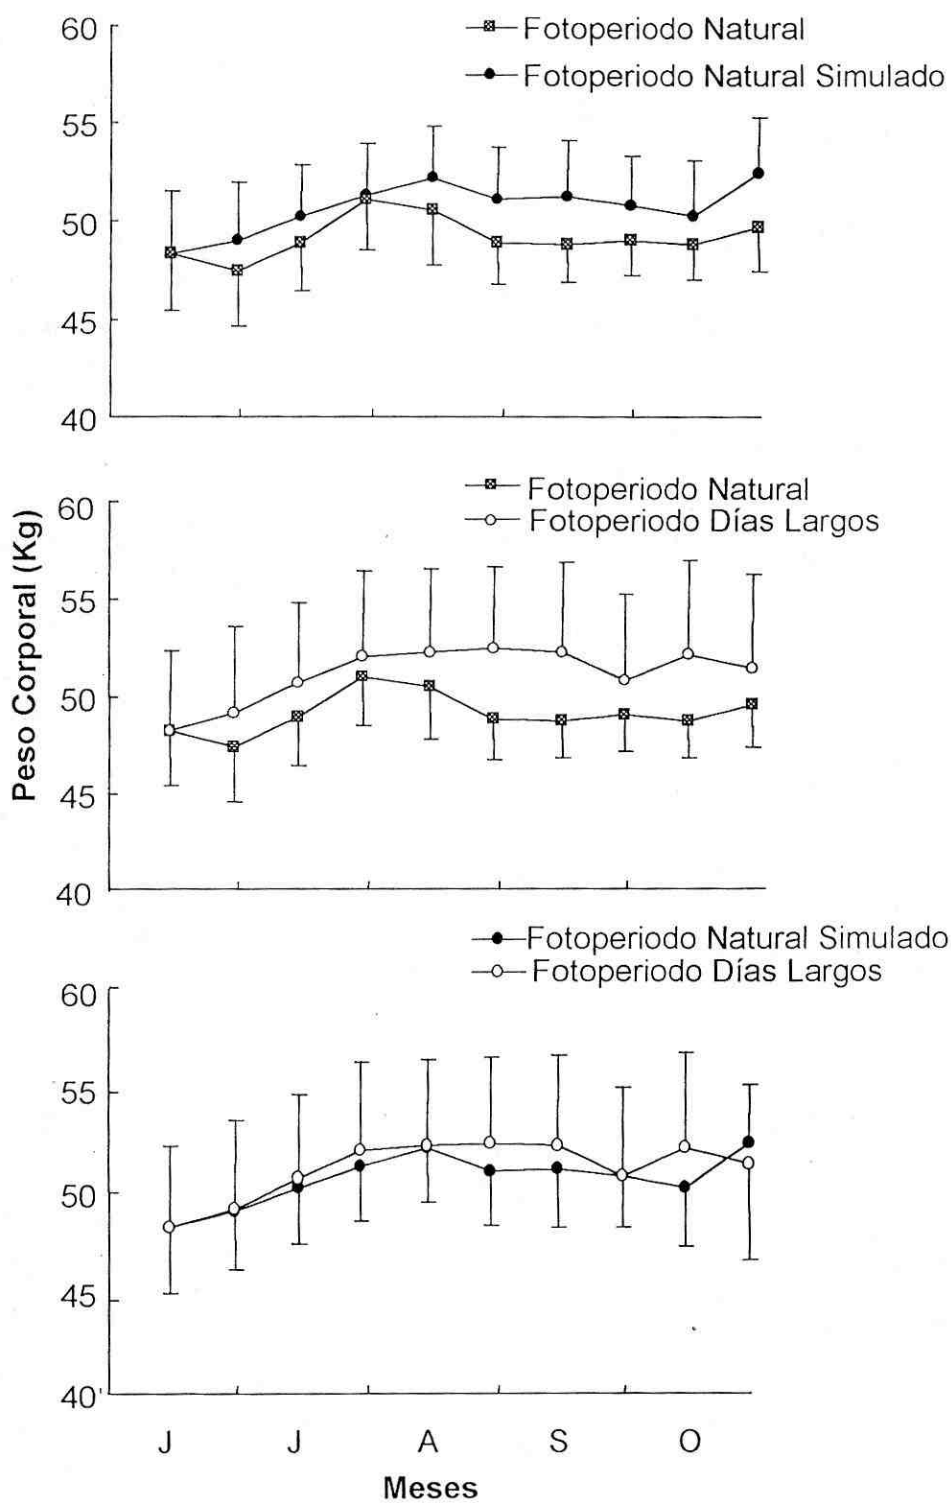 Fotoperiodo Natural
Fotoperiodo Natural Simulado
60
55
50
45
40
Fotoperiodo Natural
Fotoperiodo Días Largos
60
55
50
45
40
Peso Corporal (Kg)
Fotoperiodo Natural Simulado
Fotoperiodo Días Largos
60
55
50
45
40
J J A S O
Meses